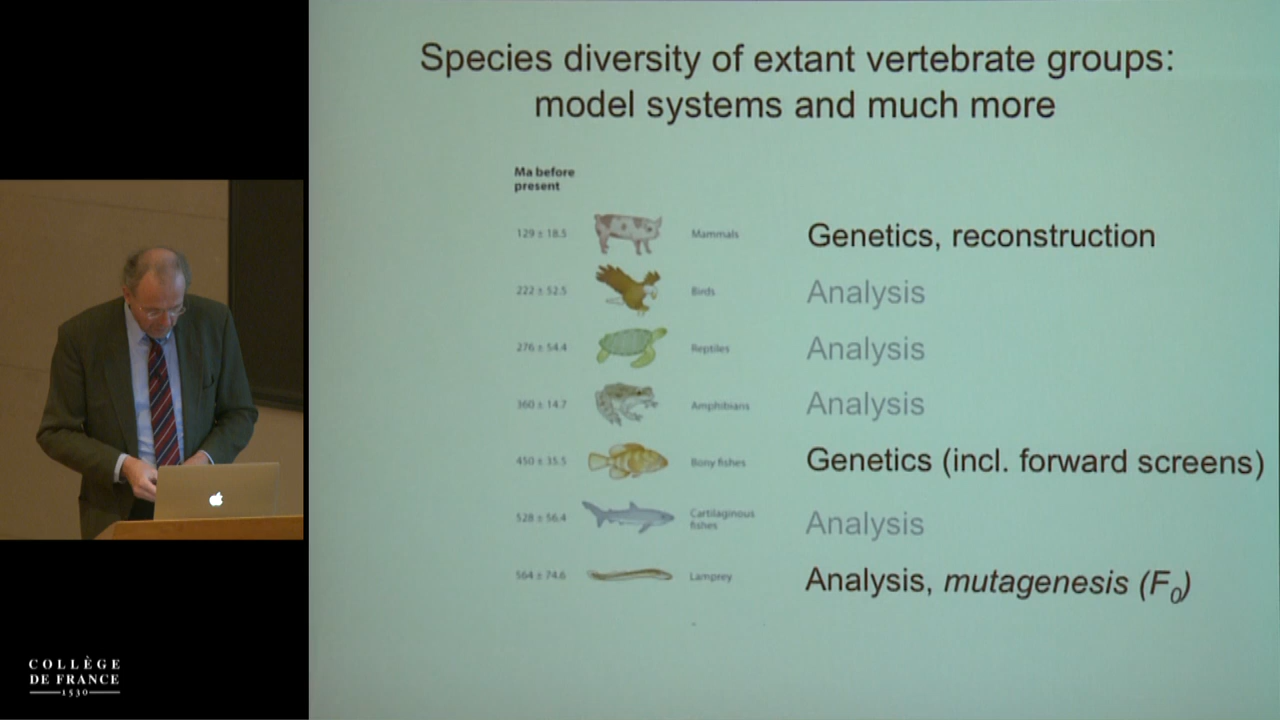 Species diversity of extant vertebrate groups:
model systems and much more
Ma before
present
129 ± 18.5 Mammals Genetics, reconstruction
222 ± 52.5 Birds Analysis
276 ± 54.4 Reptiles Analysis
360 ± 14.7 Amphibians Analysis
450 ± 35.5 Bony fishes Genetics (incl. forward screens)
528 ± 56.4 Cartilaginous fishes Analysis
564 ± 74.6 Lamprey Analysis, mutagenesis (F0)
COLLÈGE
DE FRANCE
1530